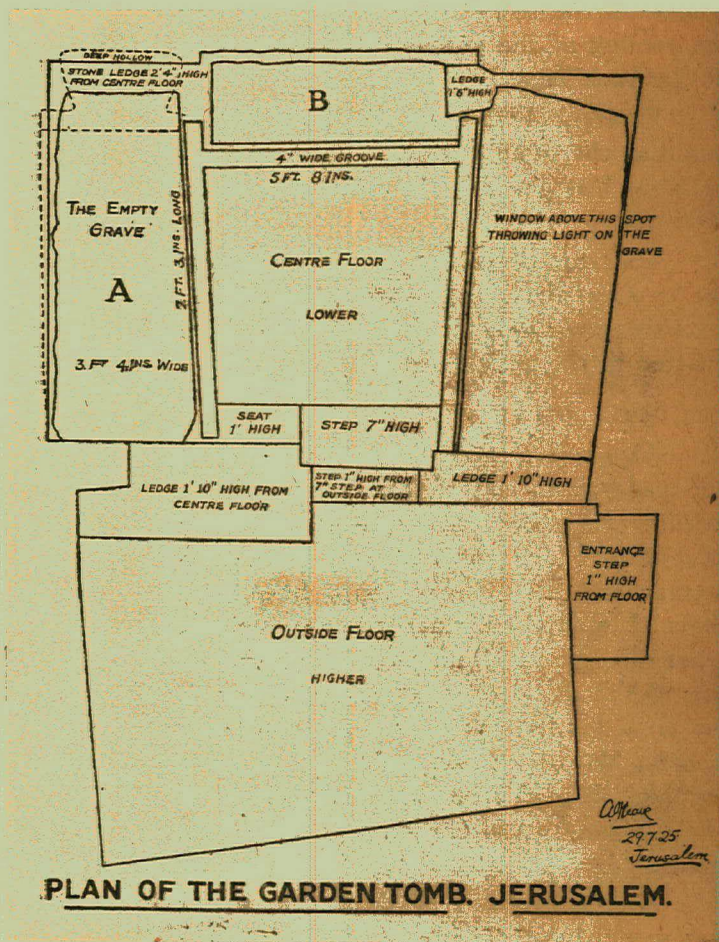 DEEP HOLLOW
STONE LEDGE 2' 4" HIGH
FROM CENTRE FLOOR
B
LEDGE
1' 6" HIGH
4" WIDE GROOVE
5 FT. 8 INS.
THE EMPTY
GRAVE
A
7 FT. 3 INS. LONG
3 FT 4 INS WIDE
CENTRE FLOOR
LOWER
WINDOW ABOVE THIS SPOT
THROWING LIGHT ON THE
GRAVE
SEAT
1' HIGH
STEP 7" HIGH
LEDGE 1' 10" HIGH FROM
CENTRE FLOOR
STEP 1" HIGH FROM
7" STEP AT
OUTSIDE FLOOR
LEDGE 1' 10" HIGH
ENTRANCE
STEP
1" HIGH
FROM FLOOR
OUTSIDE FLOOR
HIGHER
29 7 25
Jerusalem
PLAN OF THE GARDEN TOMB. JERUSALEM.